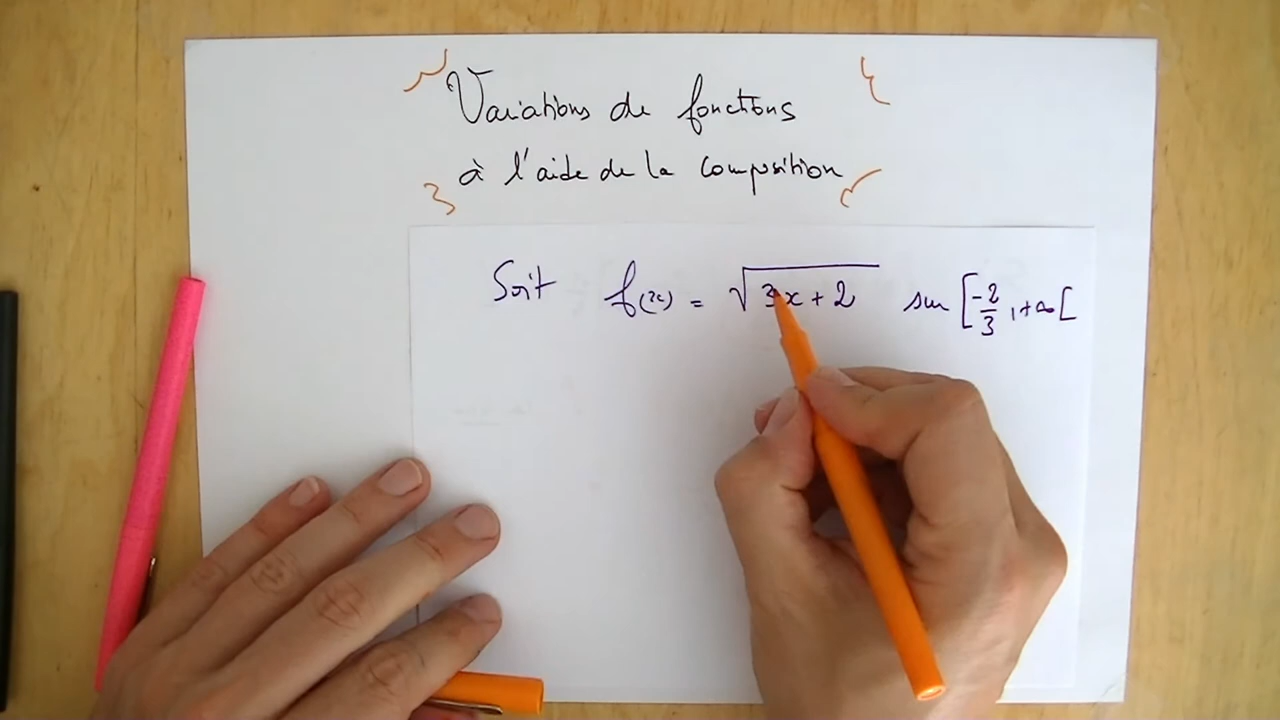 Variations de fonctions
à l'aide de la composition
Soit f(x) = √3x + 2 sur [-2/3, +∞[